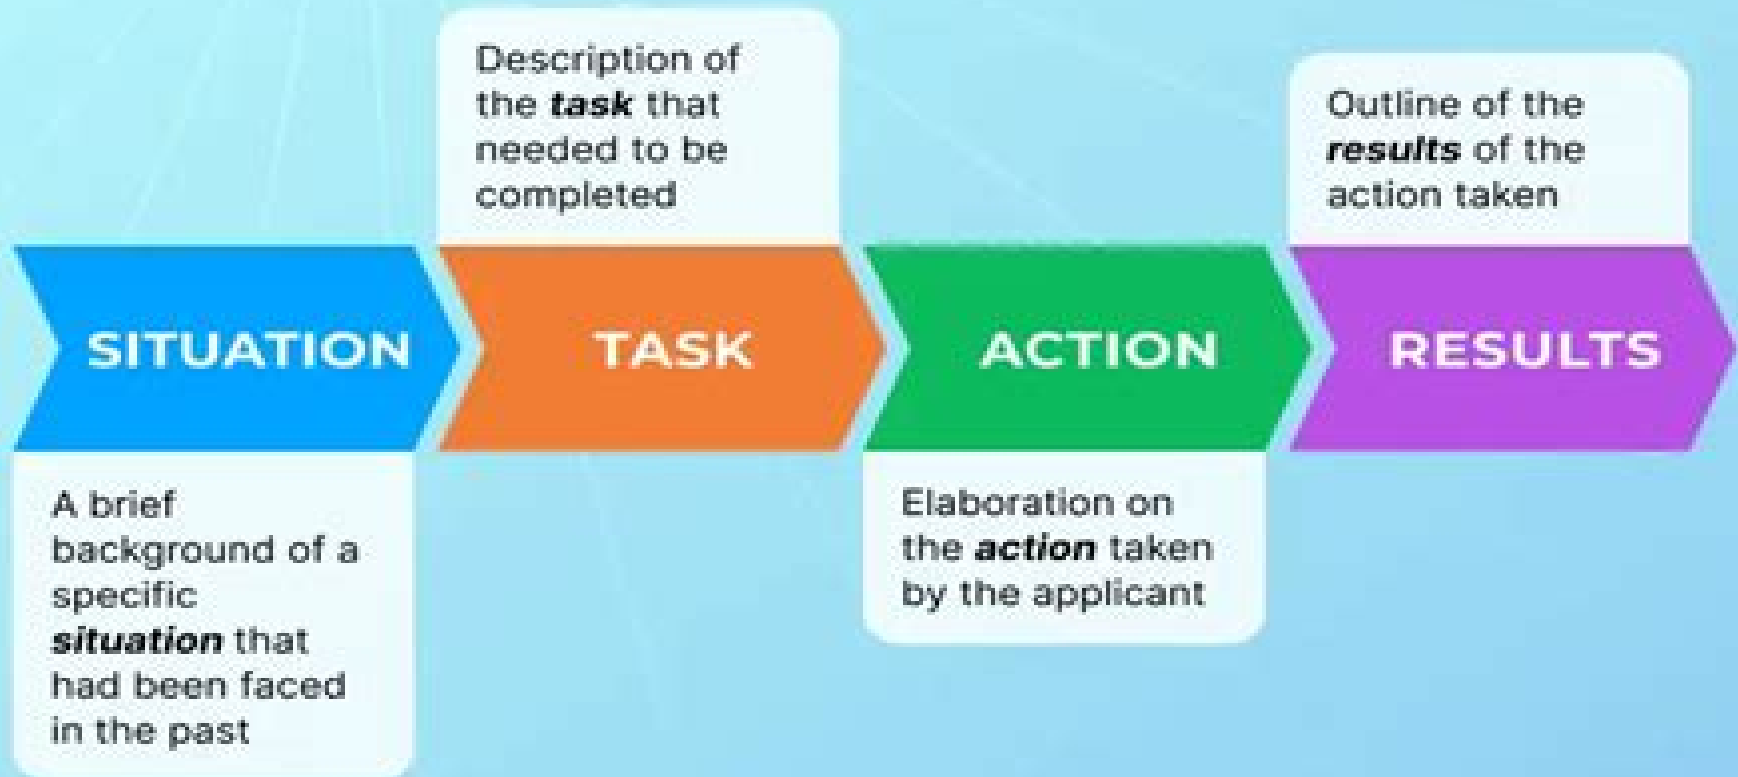 SITUATION
A brief
background of a
specific
situation that
had been faced
in the past
TASK
Description of
the task that
needed to be
completed
ACTION
Elaboration on
the action taken
by the applicant
RESULTS
Outline of the
results of the
action taken